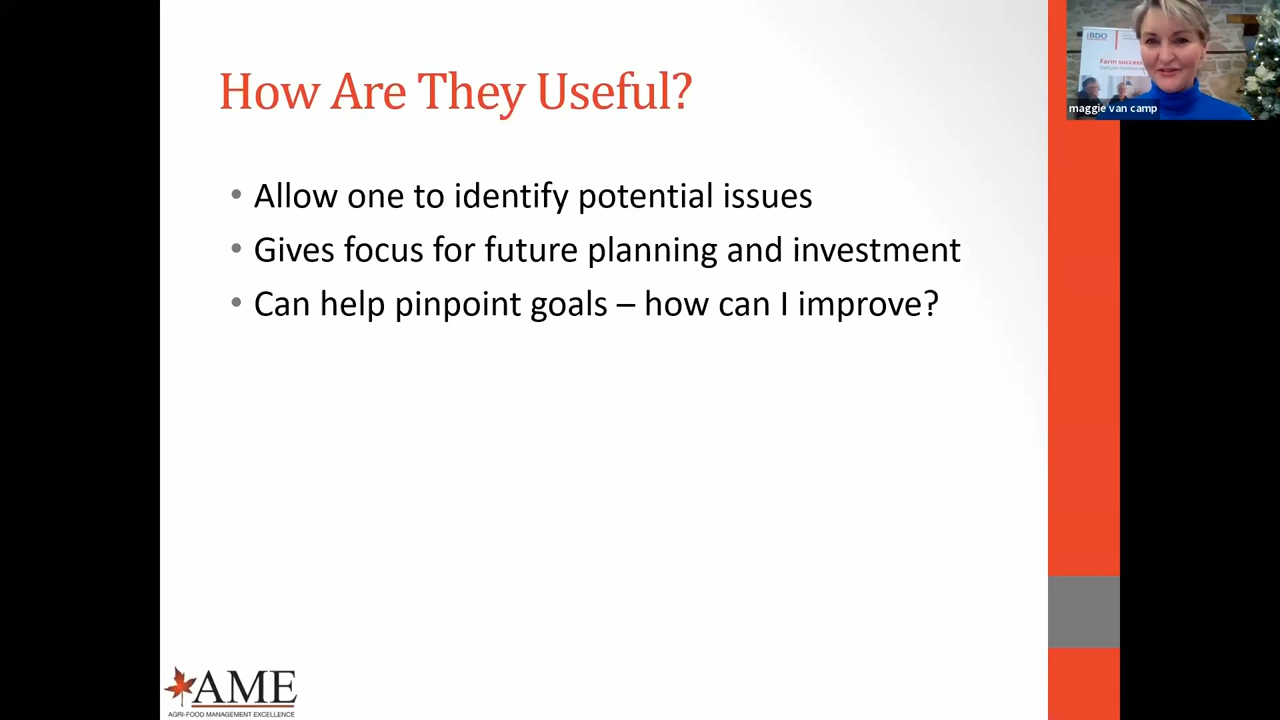 How Are They Useful?
• Allow one to identify potential issues
• Gives focus for future planning and investment
• Can help pinpoint goals – how can I improve?
BDO
maggie van camp
AME
AGRI-FOOD MANAGEMENT EXCELLENCE